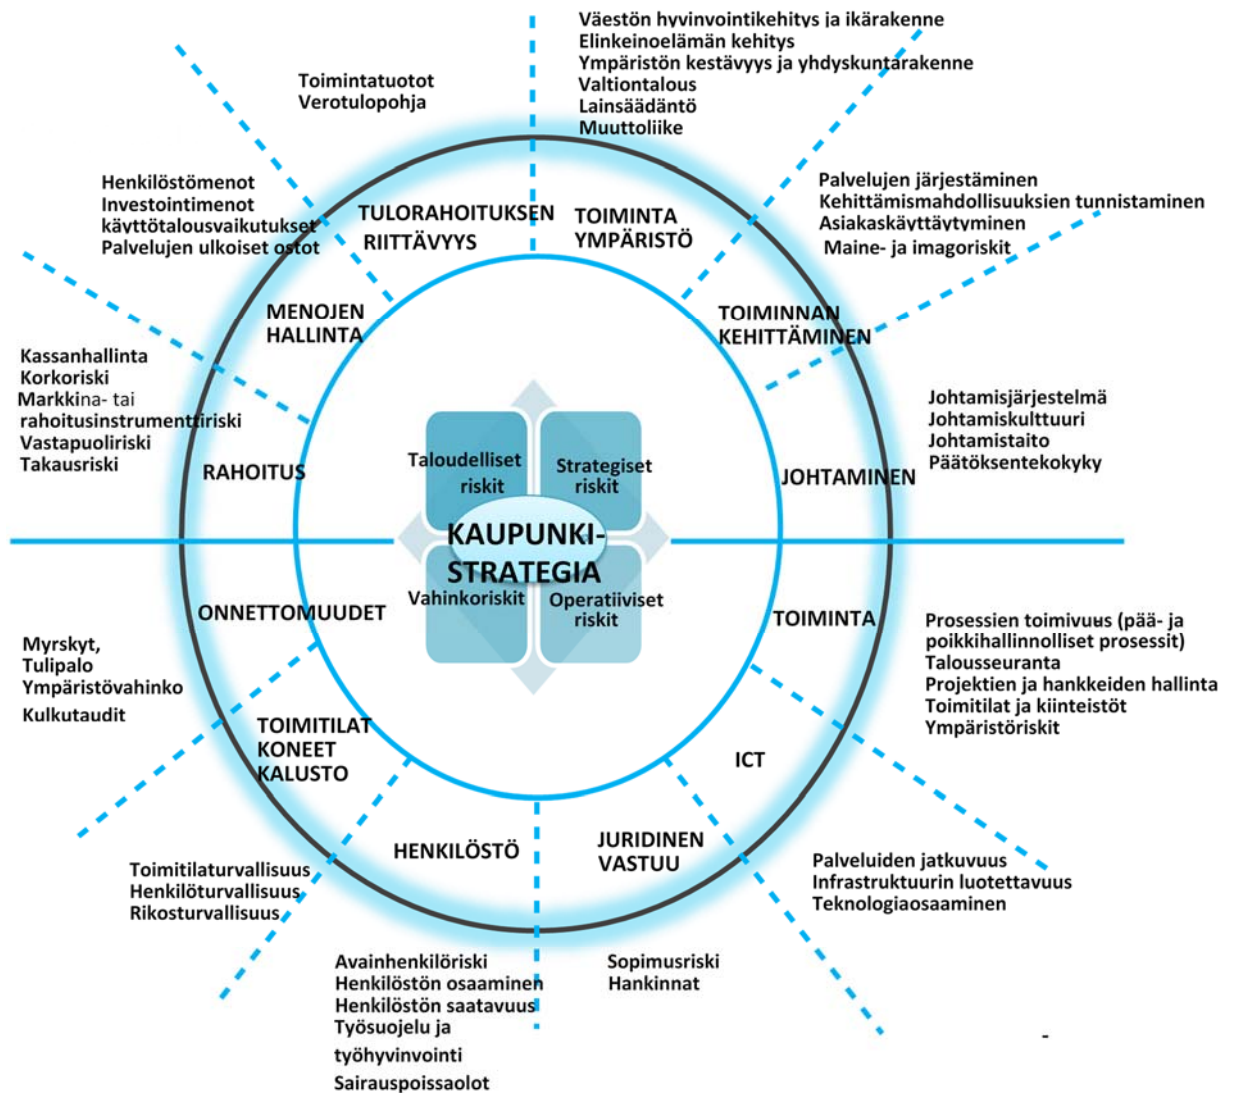 Väestön hyvinvointikehitys ja ikärakenne
Elinkeinoelämän kehitys
Ympäristön kestävyys ja yhdyskuntarakenne
Valtiontalous
Lainsäädäntö
Muuttoliike
Toimintatuotot
Verotulopohja
Henkilöstömenot
Investointimenot
käyttötalousvaikutukset
Palvelujen ulkoiset ostot
Palvelujen järjestäminen
Kehittämismahdollisuuksien tunnistaminen
Asiakaskäyttäytyminen
Maine- ja imagoriskit
TULORAHOITUKSEN
RIITTÄVYYS
TOIMINTA
YMPÄRISTÖ
MENOJEN
HALLINTA
TOIMINNAN
KEHITTÄMINEN
Kassanhallinta
Korkoriski
Markkina- tai
rahoitusinstrumenttiriski
Vastapuoliriski
Takausriski
RAHOITUS
Johtamisjärjestelmä
Johtamiskulttuuri
Johtamistaito
Päätöksentekokyky
JOHTAMINEN
Taloudelliset
riskit
Strategiset
riskit
KAUPUNKI-
STRATEGIA
Vahinkoriskit
Operatiiviset
riskit
ONNETTOMUUDET
TOIMINTA
Myrskyt,
Tulipalo
Ympäristövahinko
Kulkutaudit
Prosessien toimivuus (pää- ja
poikkihallinnolliset prosessit)
Talousseuranta
Projektien ja hankkeiden hallinta
Toimitilat ja kiinteistöt
Ympäristöriskit
TOIMITILAT
KONEET
KALUSTO
ICT
HENKILÖSTÖ
JURIDINEN
VASTUU
Toimitilaturvallisuus
Henkilöturvallisuus
Rikosturvallisuus
Palveluiden jatkuvuus
Infrastruktuurin luotettavuus
Teknologiaosaaminen
Avainhenkilöriski
Henkilöstön osaaminen
Henkilöstön saatavuus
Työsuojelu ja
työhyvinvointi
Sairauspoissaolot
Sopimusriski
Hankinnat
-